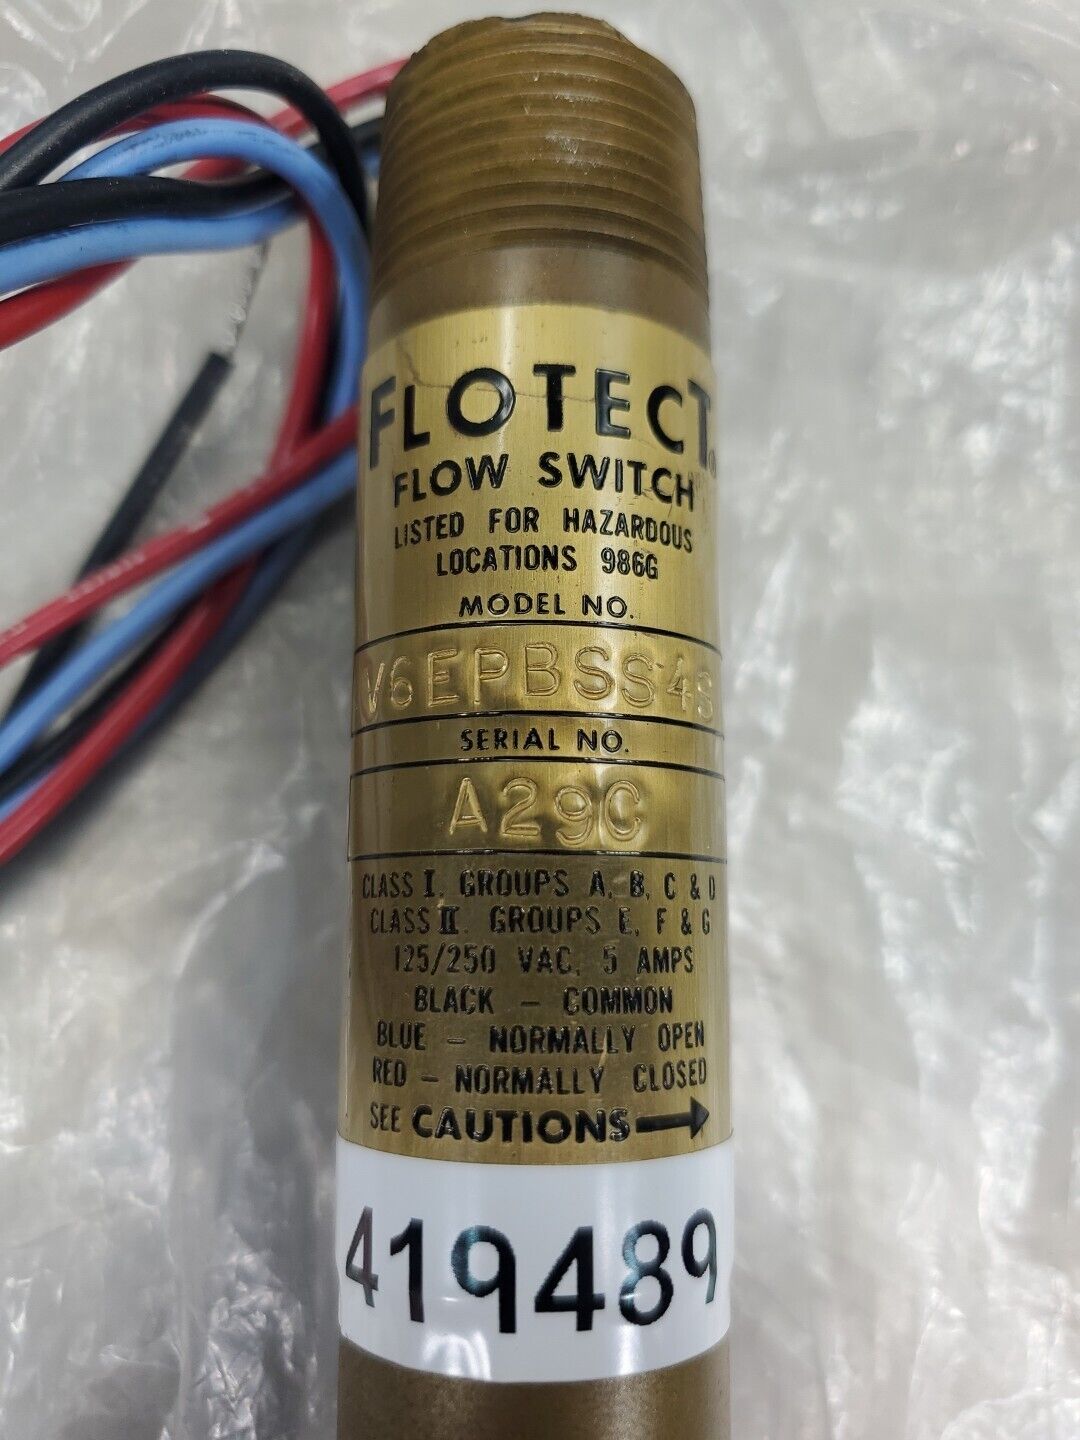 FLOTECT®
FLOW SWITCH
LISTED FOR HAZARDOUS
LOCATIONS 986G
MODEL NO.
V6EPBSS4S
SERIAL NO.
A29C
CLASS I, GROUPS A, B, C & D
CLASS II. GROUPS E, F & G
125/250 VAC, 5 AMPS
BLACK – COMMON
BLUE – NORMALLY OPEN
RED – NORMALLY CLOSED
SEE CAUTIONS→
419489